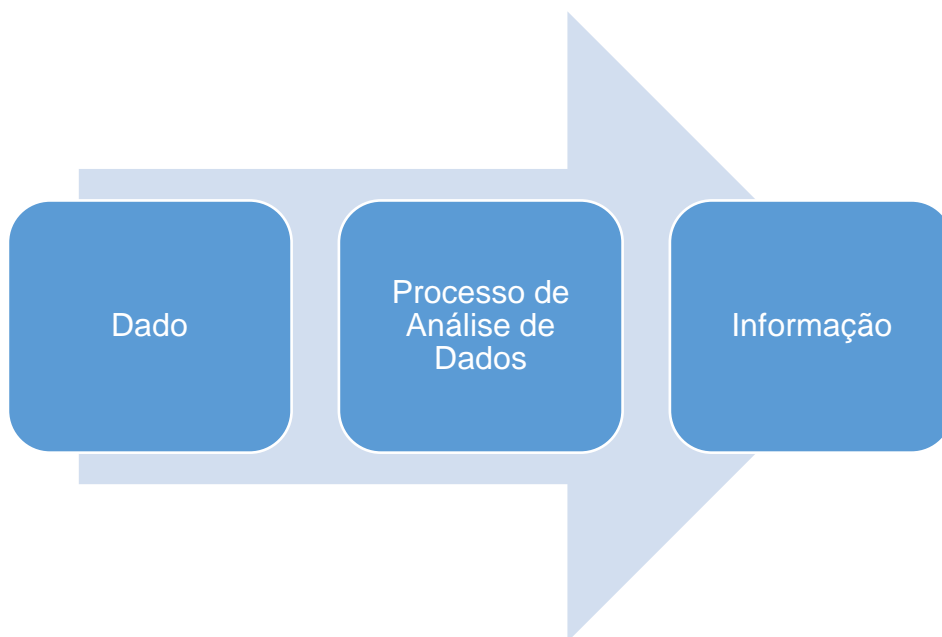 Dado
Processo de
Análise de
Dados
Informação